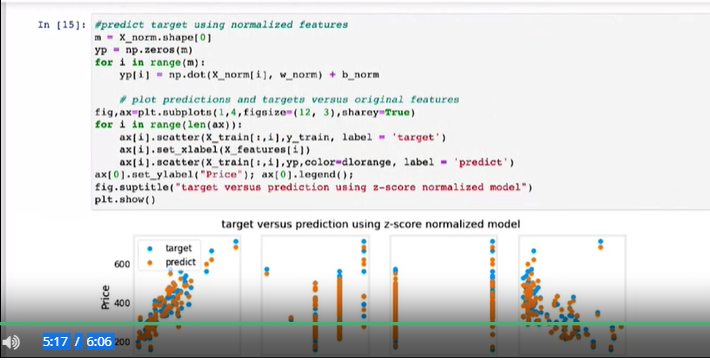 In [15]: #predict target using normalized features
m = X_norm.shape[0]
yp = np.zeros(m)
for i in range(m):
    yp[i] = np.dot(X_norm[i], w_norm) + b_norm

    # plot predictions and targets versus original features
fig,ax=plt.subplots(1,4,figsize=(12, 3),sharey=True)
for i in range(len(ax)):
    ax[i].scatter(X_train[:,i],y_train, label = 'target')
    ax[i].set_xlabel(X_features[i])
    ax[i].scatter(X_train[:,i],yp,color=dlorange, label = 'predict')
ax[0].set_ylabel("Price"); ax[0].legend();
fig.suptitle("target versus prediction using z-score normalized model")
plt.show()
target versus prediction using z-score normalized model
target
predict
600
400
200
Price
5:17 / 6:06